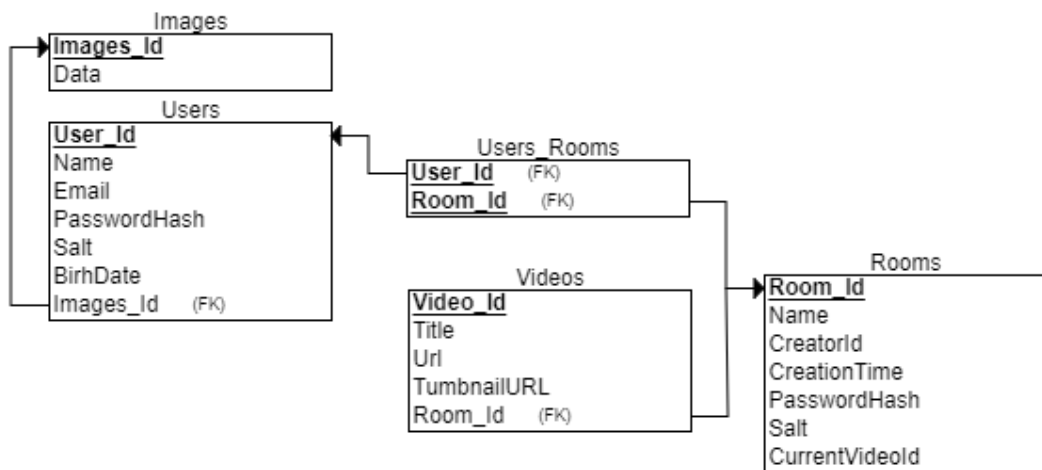 Images
Images_Id
Data
Users
User_Id
Name
Email
PasswordHash
Salt
BirhDate
Images_Id (FK)
Users_Rooms
User_Id (FK)
Room_Id (FK)
Videos
Video_Id
Title
Url
TumbnailURL
Room_Id (FK)
Rooms
Room_Id
Name
CreatorId
CreationTime
PasswordHash
Salt
CurrentVideoId